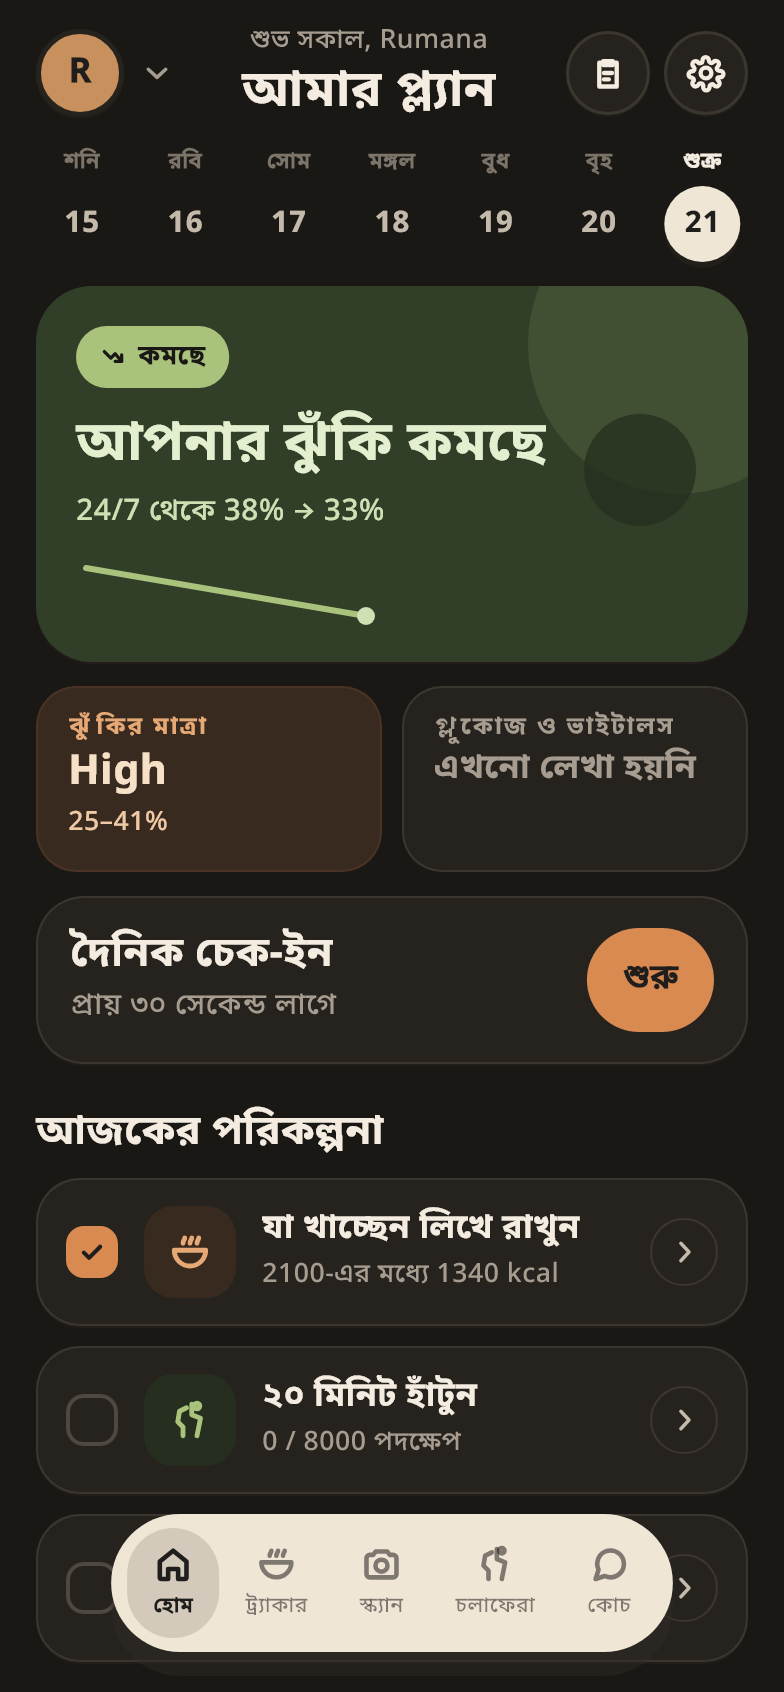 শুভ সকাল, Rumana
R
আমার প্ল্যান
শনি রবি সোম মঙ্গল বুধ বৃহ শুক্র
15 16 17 18 19 20 21
কমছে
আপনার ঝুঁকি কমছে
24/7 থেকে 38% → 33%
ঝুঁকির মাত্রা
High
25–41%
গ্লুকোজ ও ভাইটালস
এখনো লেখা হয়নি
দৈনিক চেক-ইন
প্রায় ৩০ সেকেন্ড লাগে
শুরু
আজকের পরিকল্পনা
যা খাচ্ছেন লিখে রাখুন
2100-এর মধ্যে 1340 kcal
২০ মিনিট হাঁটুন
0 / 8000 পদক্ষেপ
হোম ট্র্যাকার স্ক্যান চলাফেরা কোচ